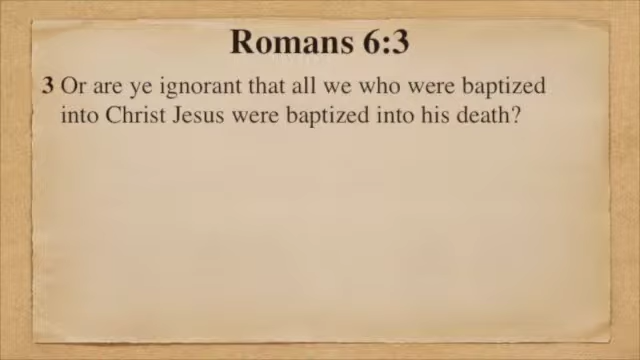 Romans 6:3
3 Or are ye ignorant that all we who were baptized
into Christ Jesus were baptized into his death?